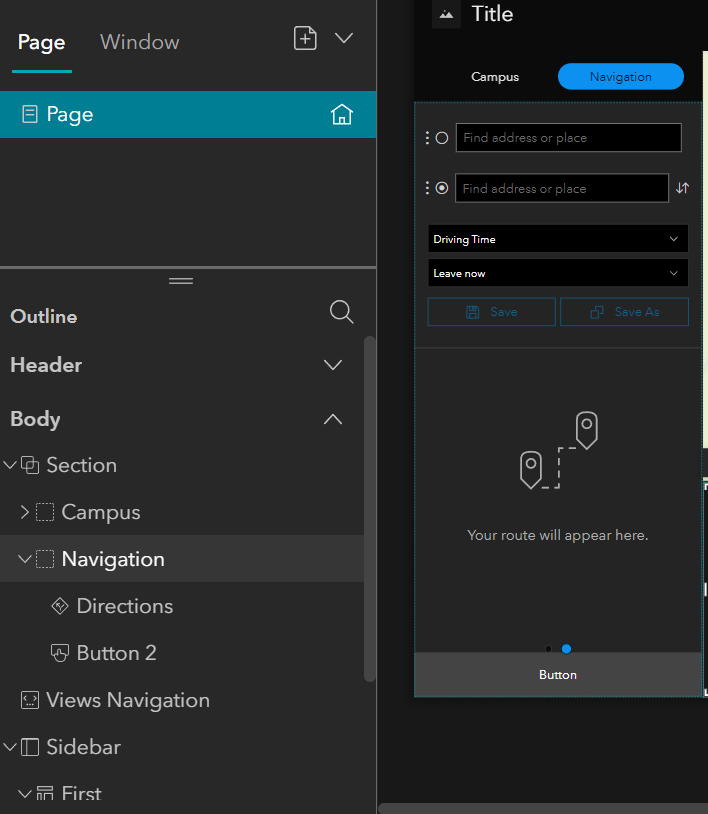 Page
Window
Page
Outline
Header
Body
Section
Campus
Navigation
Directions
Button 2
Views Navigation
Sidebar
First
Title
Campus
Navigation
Find address or place
Find address or place
Driving Time
Leave now
Save
Save As
Your route will appear here.
Button